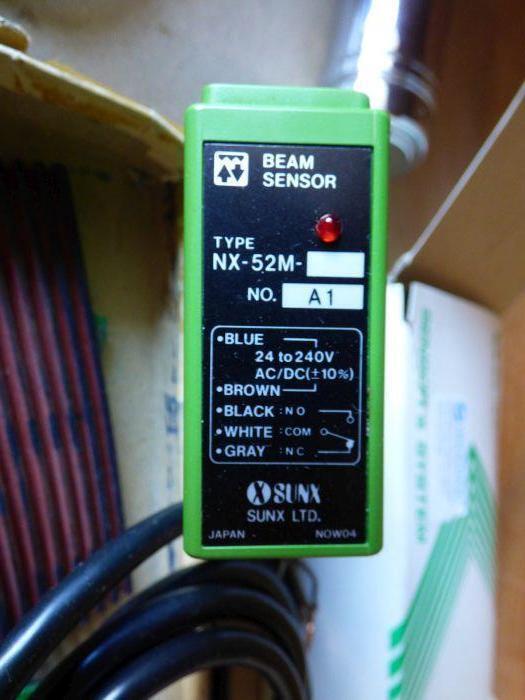 BEAM
SENSOR
TYPE
NX-52M-
NO. A1
•BLUE
24 to 240V
AC/DC(±10%)
•BROWN
•BLACK :NO
•WHITE :COM
•GRAY :NC
SUNX
SUNX LTD.
JAPAN NOW04